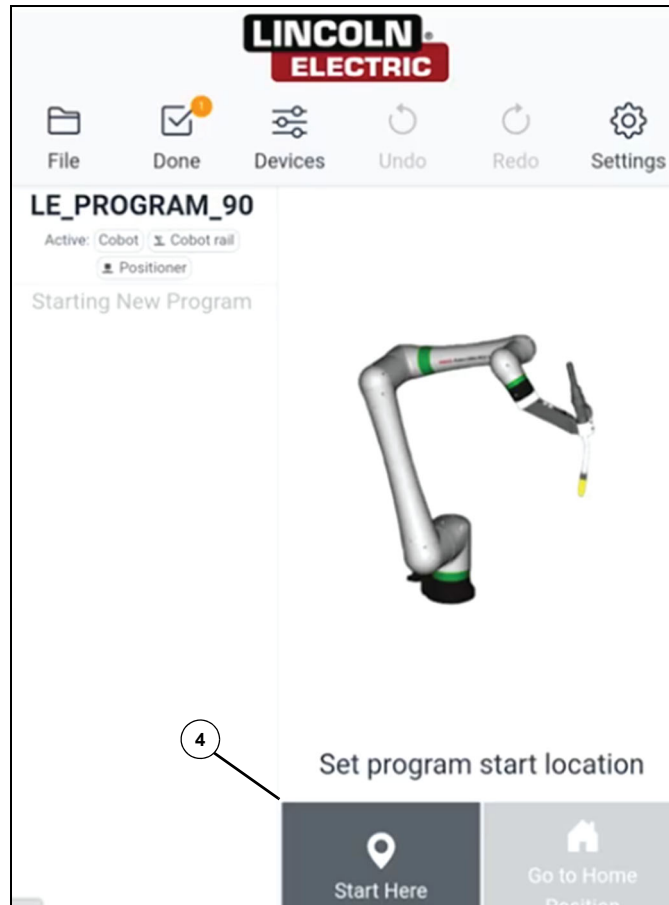 LINCOLN
ELECTRIC
File Done Devices Undo Redo Settings
LE_PROGRAM_90
Active: Cobot Cobot rail
Positioner
Starting New Program
4
Set program start location
Start Here
Go to Home
Position